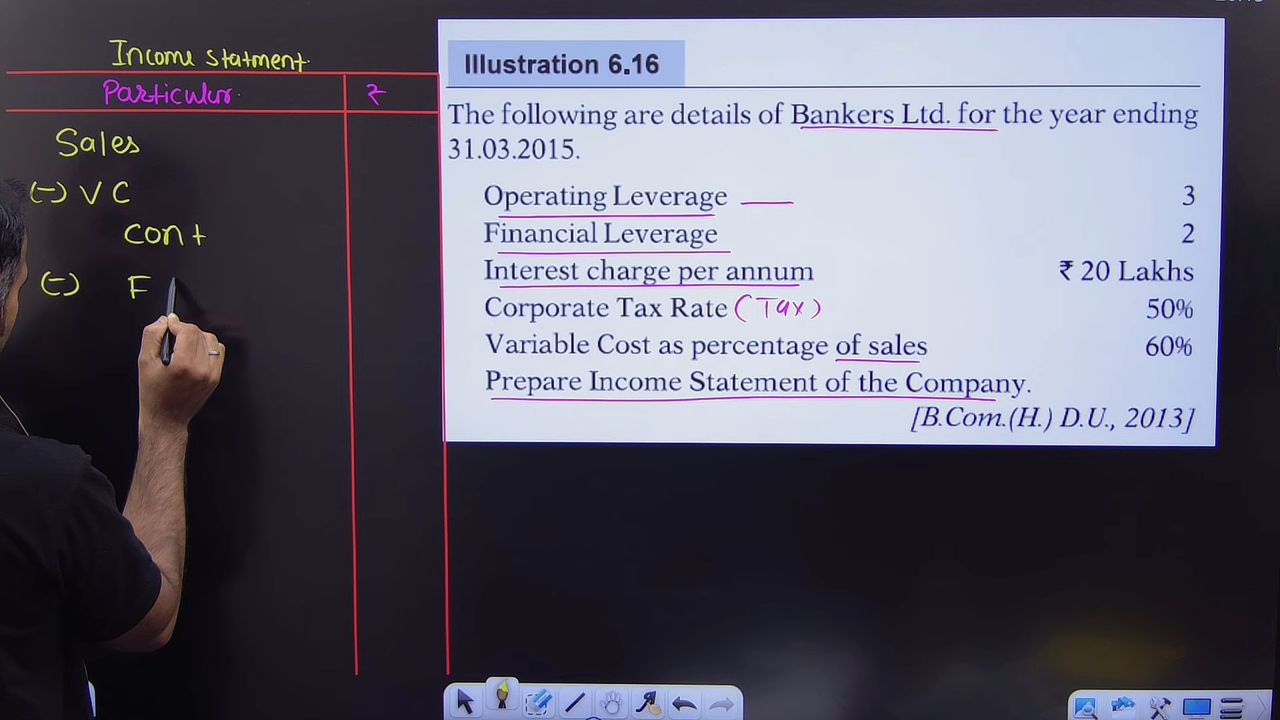 Income statment.
Particular. ₹
Sales
(-) V C
Cont
(-) F
Illustration 6.16
The following are details of Bankers Ltd. for the year ending
31.03.2015.
Operating Leverage 3
Financial Leverage 2
Interest charge per annum ₹ 20 Lakhs
Corporate Tax Rate (Tax) 50%
Variable Cost as percentage of sales 60%
Prepare Income Statement of the Company.
[B.Com.(H.) D.U., 2013]